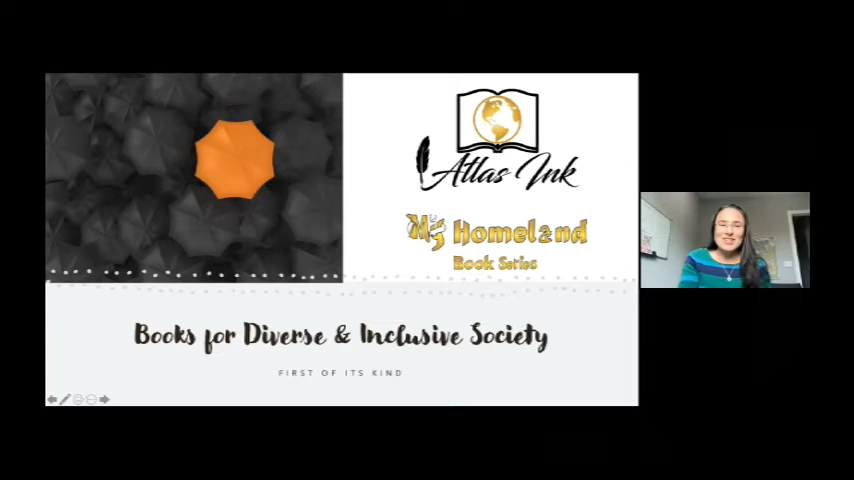 Atlas Ink
My Homeland
Book Series
Books for Diverse & Inclusive Society
FIRST OF ITS KIND